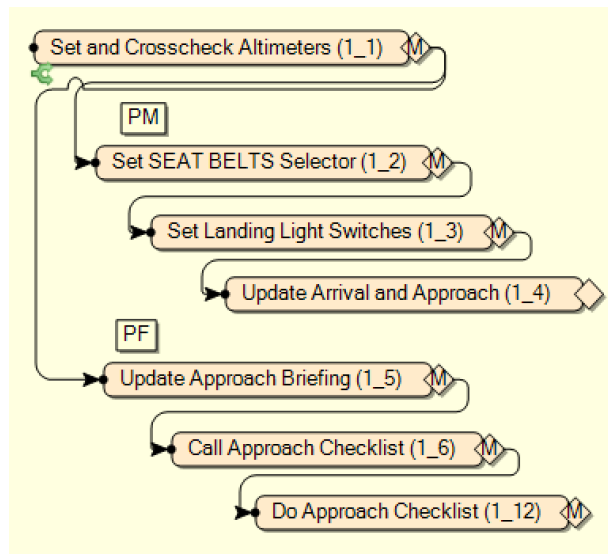 Set and Crosscheck Altimeters (1_1) M
PM
Set SEAT BELTS Selector (1_2) M
Set Landing Light Switches (1_3) M
Update Arrival and Approach (1_4)
PF
Update Approach Briefing (1_5) M
Call Approach Checklist (1_6) M
Do Approach Checklist (1_12) M